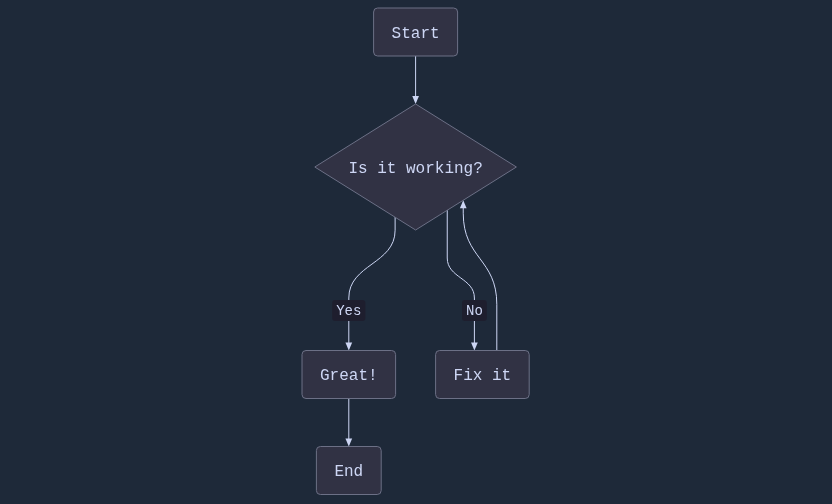 Start
Is it working?
Yes
No
Great!
Fix it
End